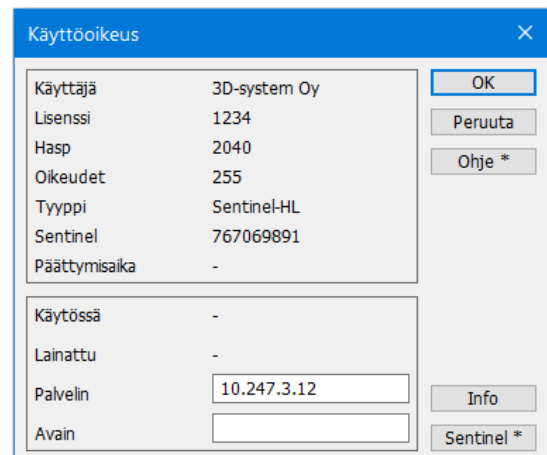 Käyttöoikeus
Käyttäjä 3D-system Oy
Lisenssi 1234
Hasp 2040
Oikeudet 255
Tyyppi Sentinel-HL
Sentinel 767069891
Päättymisaika -
Käytössä -
Lainattu -
Palvelin 10.247.3.12
Avain
OK
Peruuta
Ohje *
Info
Sentinel *